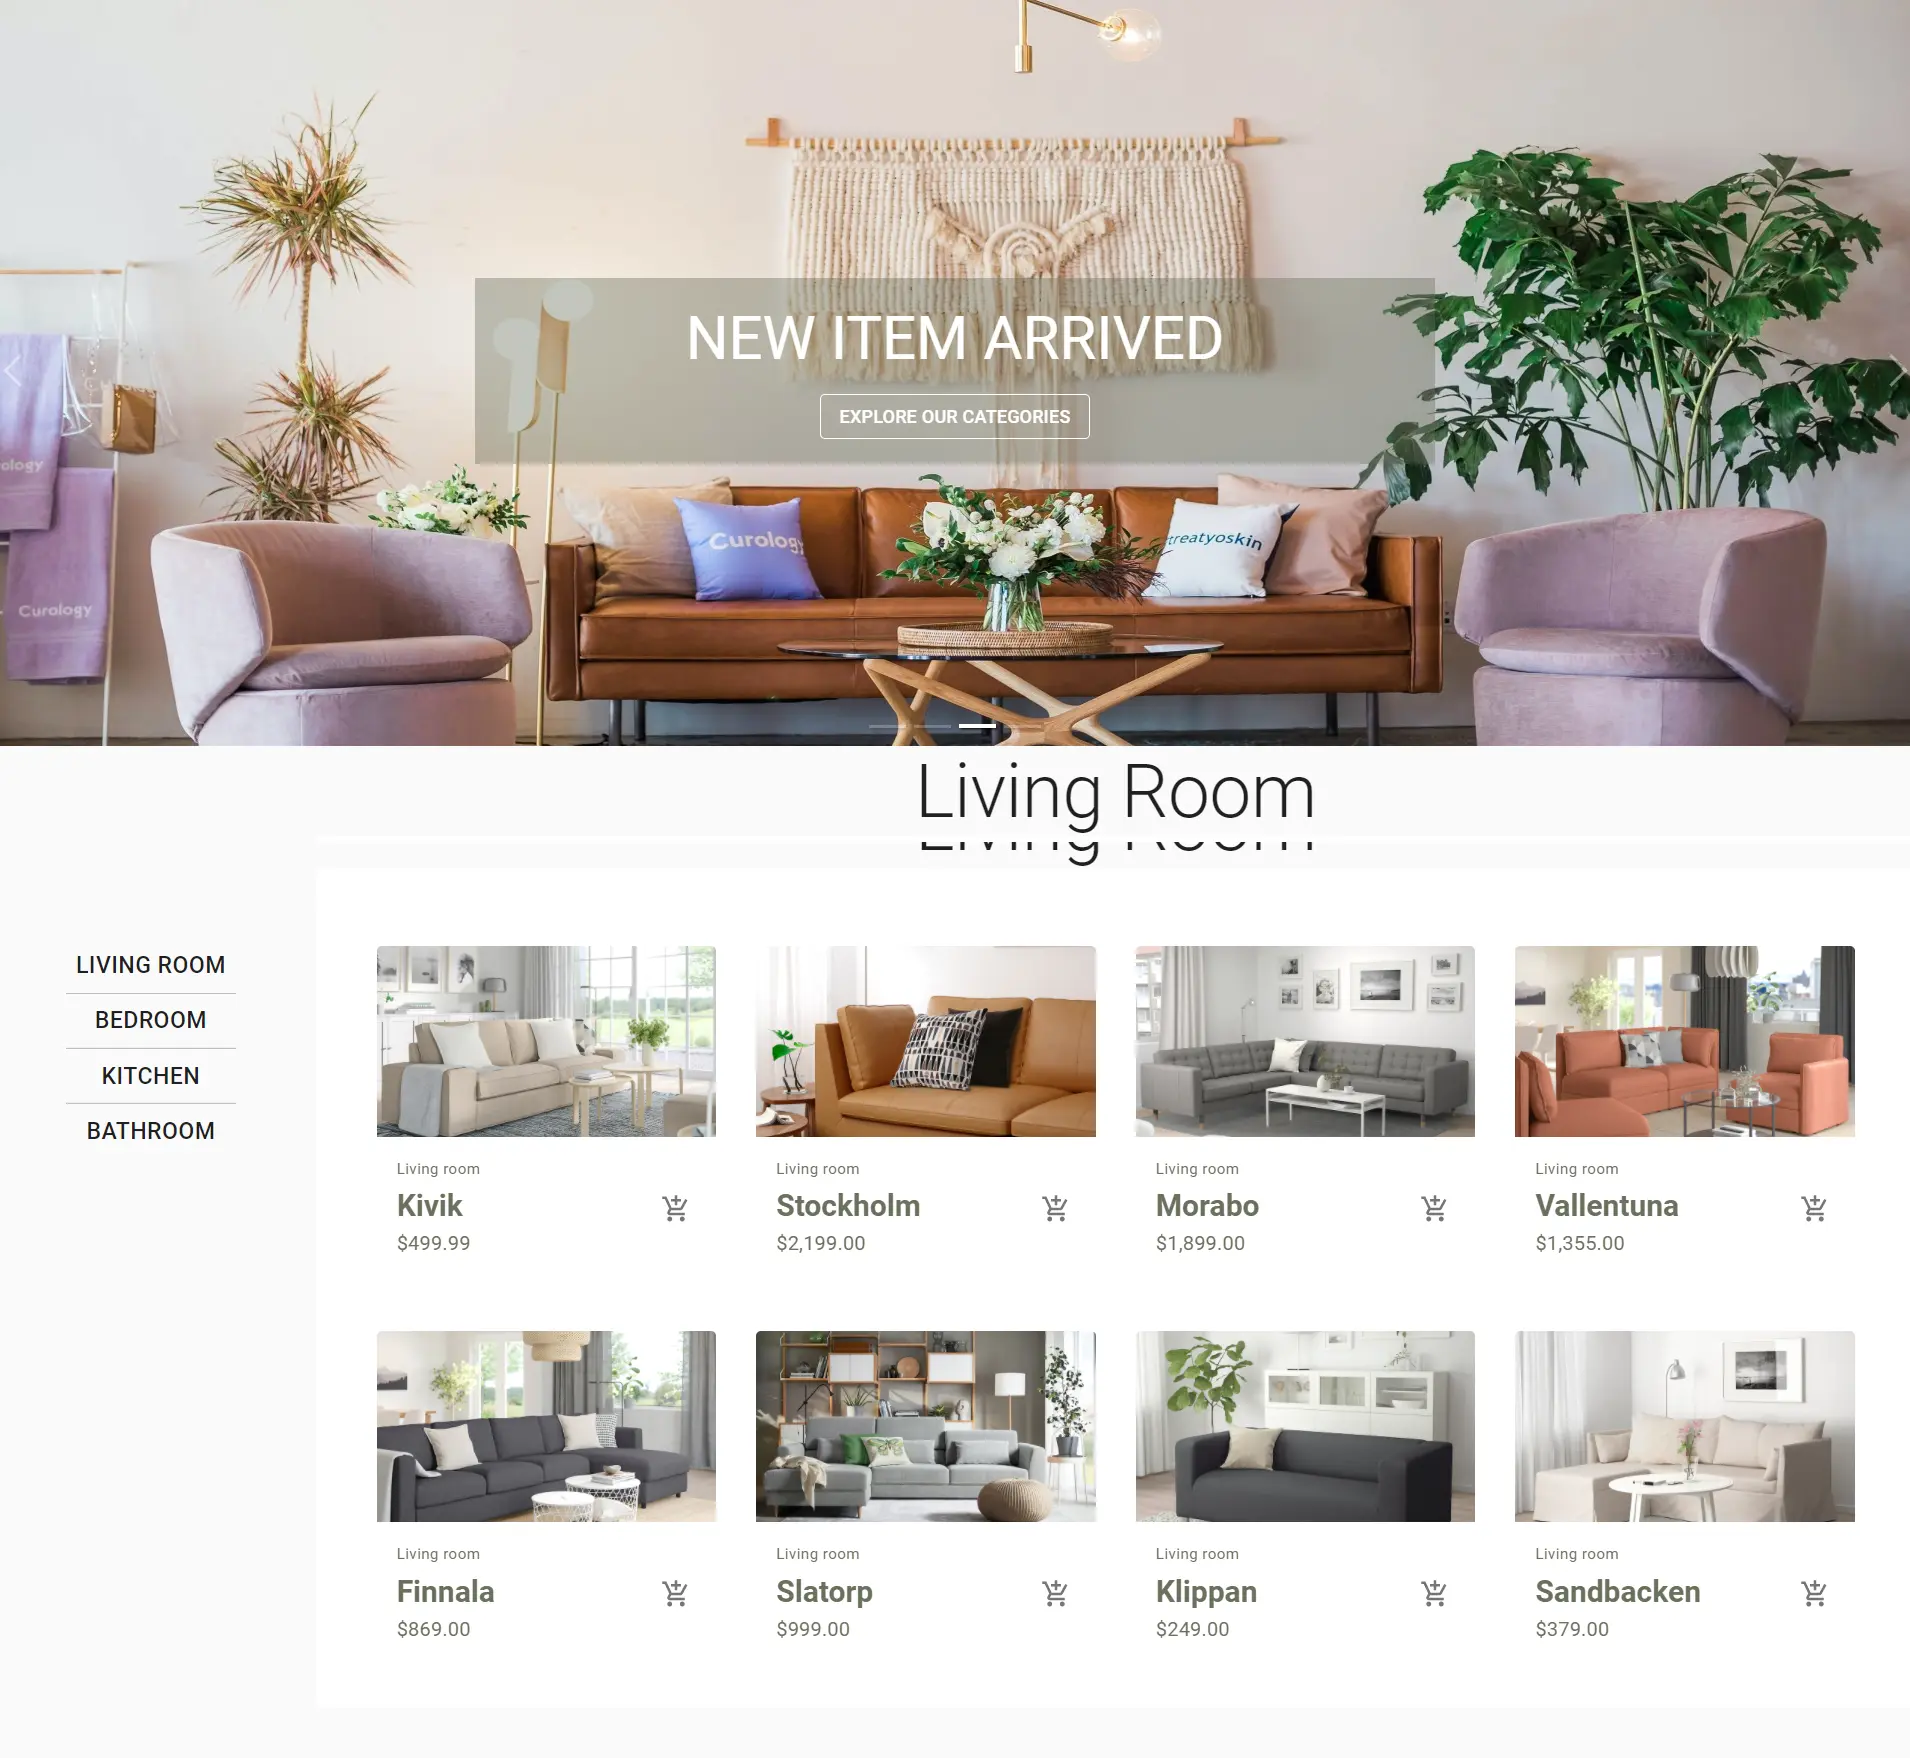 NEW ITEM ARRIVED
EXPLORE OUR CATEGORIES
ology
Curology
Curology
treatyoskin
Living Room
Living Room
LIVING ROOM
BEDROOM
KITCHEN
BATHROOM
Living room
Kivik
$499.99
Living room
Stockholm
$2,199.00
Living room
Morabo
$1,899.00
Living room
Vallentuna
$1,355.00
Living room
Finnala
$869.00
Living room
Slatorp
$999.00
Living room
Klippan
$249.00
Living room
Sandbacken
$379.00